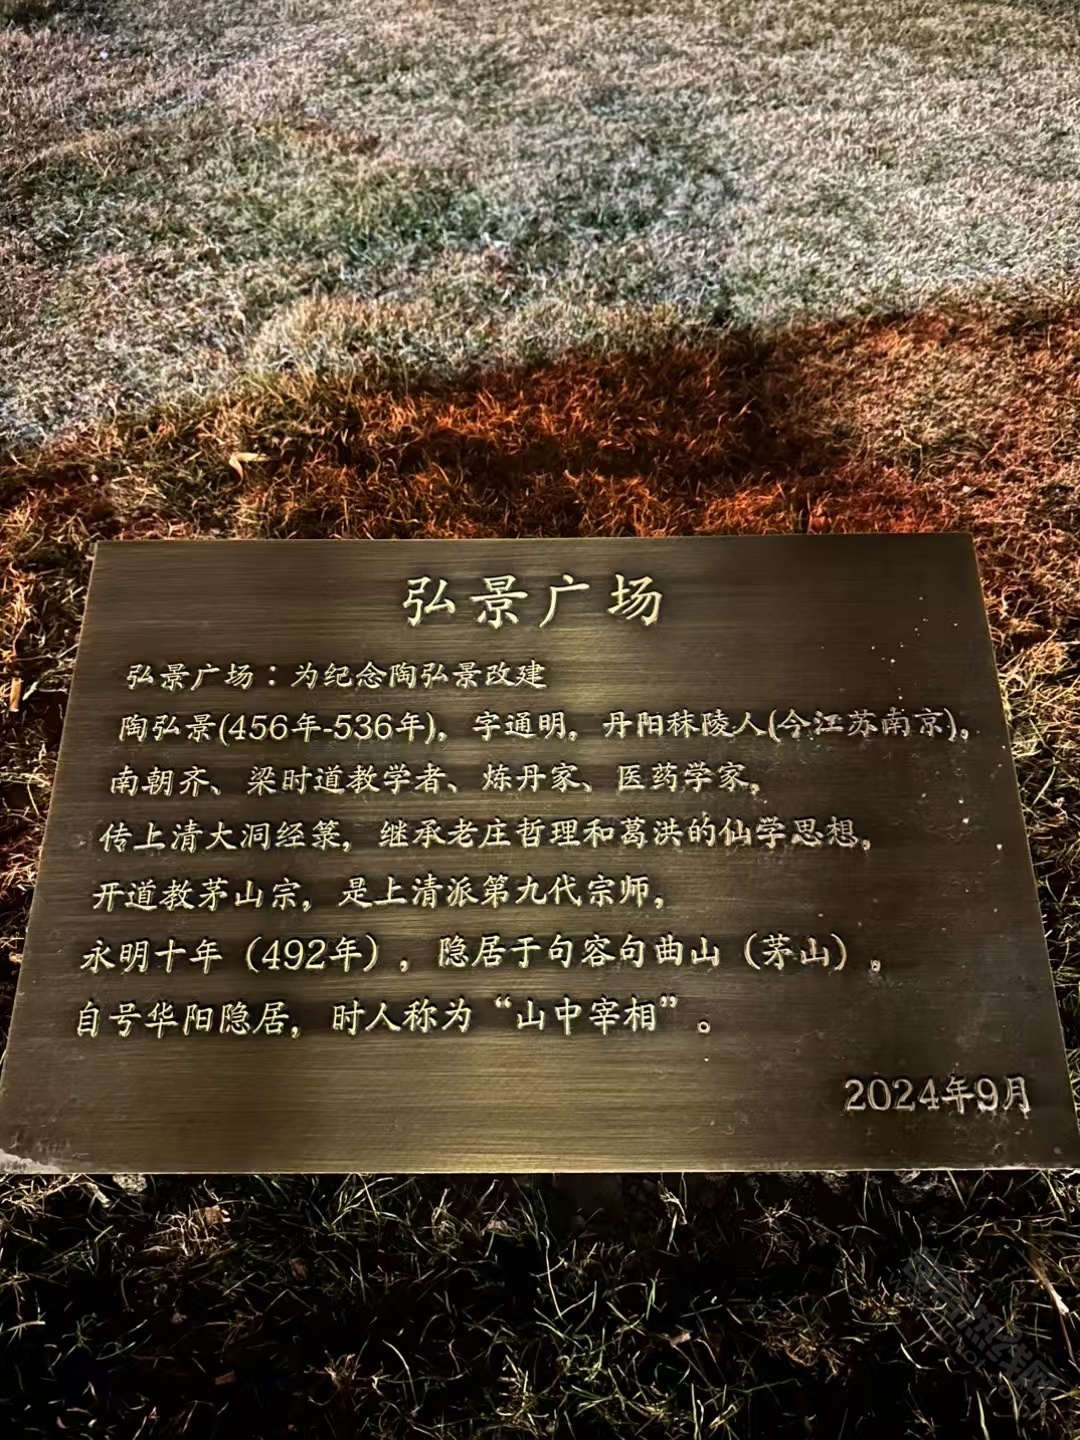 弘景广场
弘景广场：为纪念陶弘景改建
陶弘景(456年-536年)，字通明，丹阳秣陵人(今江苏南京)，
南朝齐、梁时道教学者、炼丹家、医药学家，
传上清大洞经箓，继承老庄哲理和葛洪的仙学思想，
开道教茅山宗，是上清派第九代宗师，
永明十年（492年），隐居于句容句曲山（茅山）。
自号华阳隐居，时人称为“山中宰相”。
2024年9月
热线网